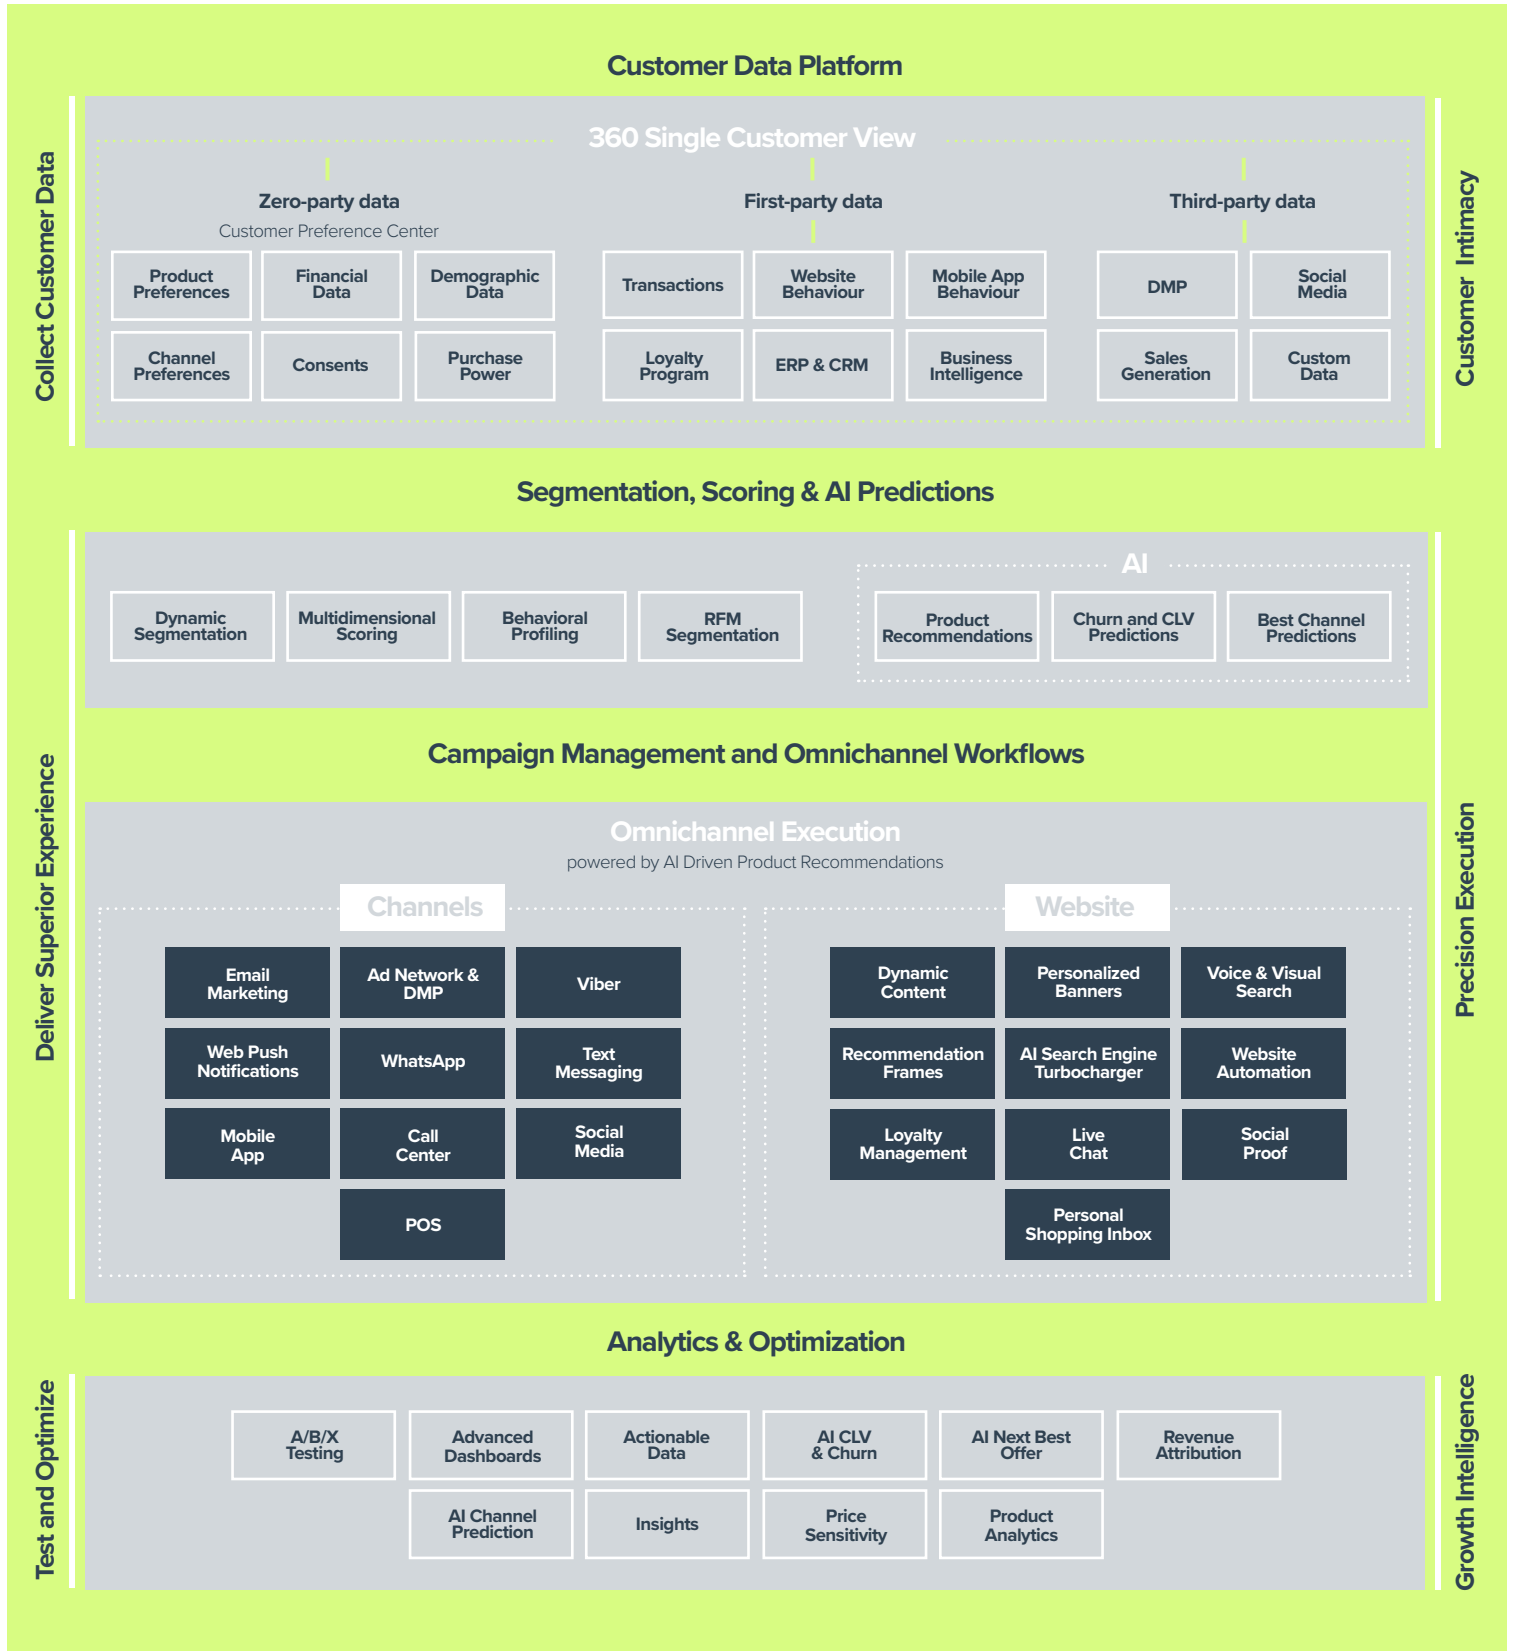 Customer Data Platform
Collect Customer Data
Customer Intimacy
360 Single Customer View
Zero-party data
Customer Preference Center
Product
Preferences
Financial
Data
Demographic
Data
Channel
Preferences
Consents
Purchase
Power
First-party data
Transactions
Website
Behaviour
Mobile App
Behaviour
Loyalty
Program
ERP & CRM
Business
Intelligence
Third-party data
DMP
Social
Media
Sales
Generation
Custom
Data
Segmentation, Scoring & AI Predictions
Deliver Superior Experience
Precision Execution
Dynamic
Segmentation
Multidimensional
Scoring
Behavioral
Profiling
RFM
Segmentation
AI
Product
Recommendations
Churn and CLV
Predictions
Best Channel
Predictions
Campaign Management and Omnichannel Workflows
Omnichannel Execution
powered by AI Driven Product Recommendations
Channels
Email
Marketing
Ad Network &
DMP
Viber
Web Push
Notifications
WhatsApp
Text
Messaging
Mobile
App
Call
Center
Social
Media
POS
Website
Dynamic
Content
Personalized
Banners
Voice & Visual
Search
Recommendation
Frames
AI Search Engine
Turbocharger
Website
Automation
Loyalty
Management
Live
Chat
Social
Proof
Personal
Shopping Inbox
Analytics & Optimization
Test and Optimize
Growth Intelligence
A/B/X
Testing
Advanced
Dashboards
Actionable
Data
AI CLV
& Churn
AI Next Best
Offer
Revenue
Attribution
AI Channel
Prediction
Insights
Price
Sensitivity
Product
Analytics